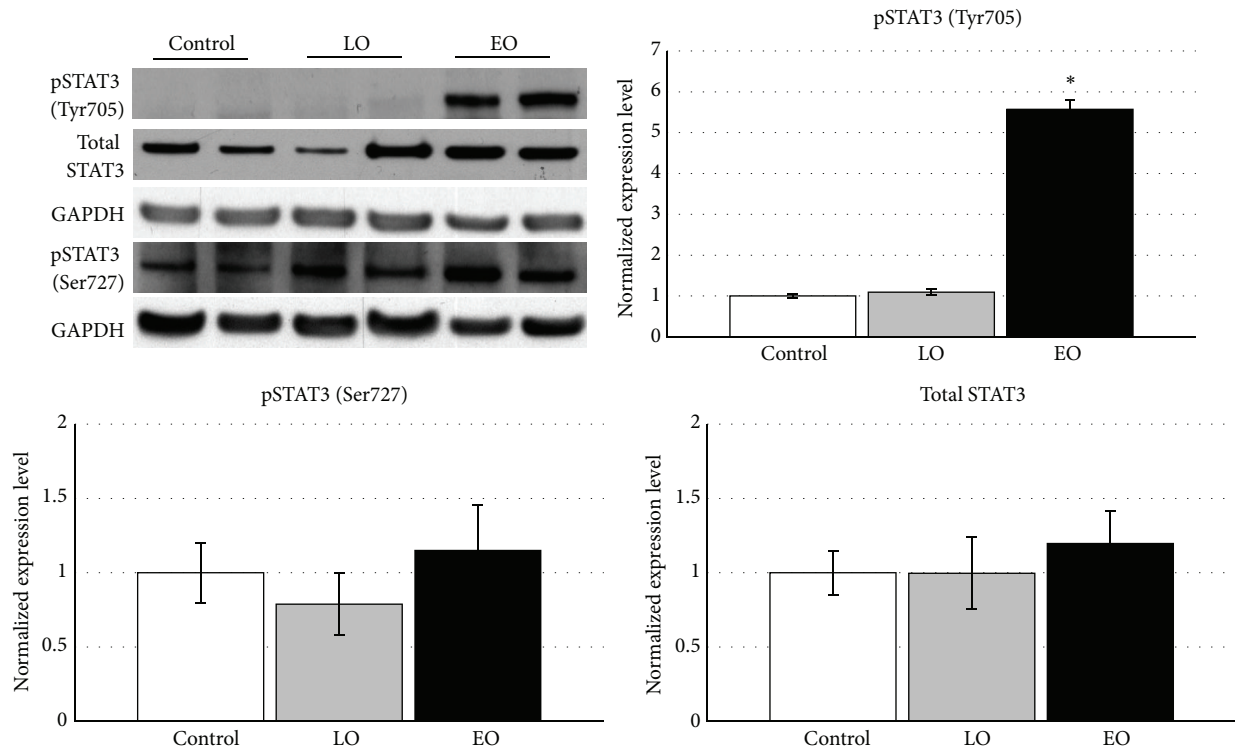 Control LO EO
pSTAT3
(Tyr705)
Total
STAT3
GAPDH
pSTAT3
(Ser727)
GAPDH
pSTAT3 (Tyr705)
Normalized expression level
7
6
5
4
3
2
1
0
*
Control LO EO
pSTAT3 (Ser727)
Normalized expression level
2
1.5
1
0.5
0
Control LO EO
Total STAT3
Normalized expression level
2
1.5
1
0.5
0
Control LO EO